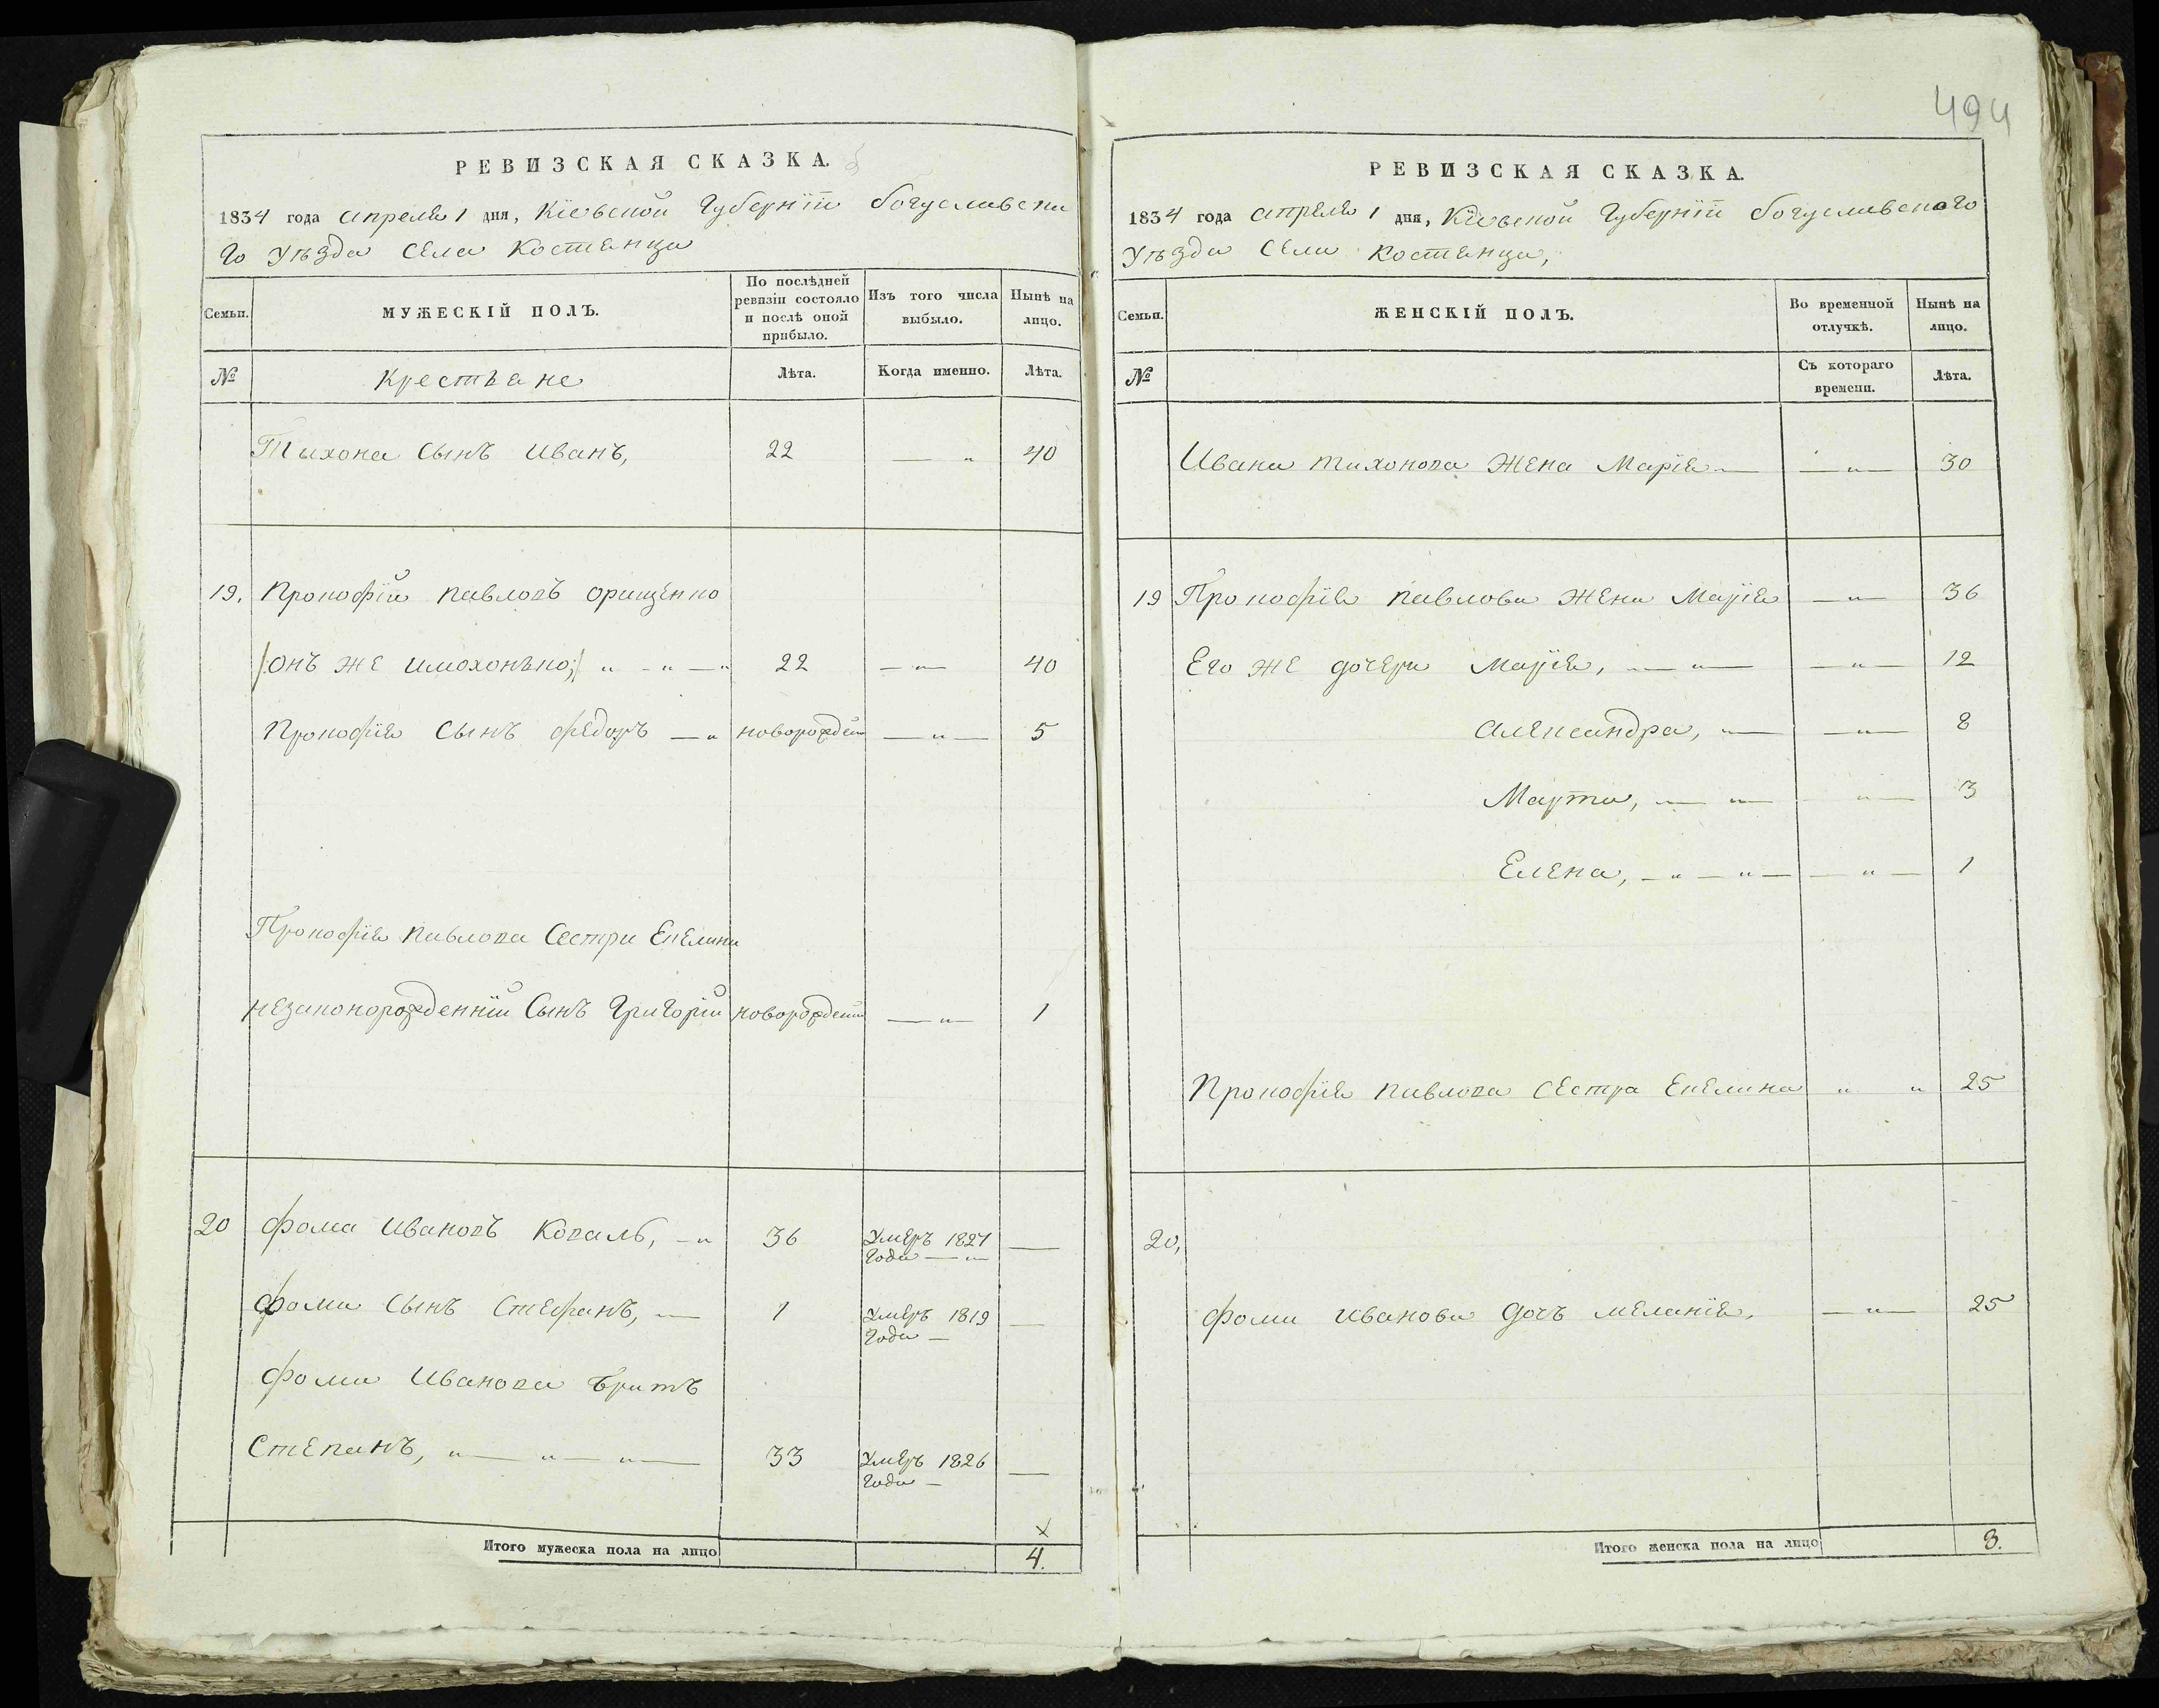 494
РЕВИЗСКАЯ СКАЗКА.
1834 года Апреля 1 дня, Кіевской Губерніи богуславска
го Уѣзда Села Костянца
Семьи.
МУЖЕСКІЙ ПОЛЪ.
По послѣдней ревизіи состояло и послѣ оной прибыло.
Изъ того числа выбыло.
Нынѣ на лицо.
№
Крестьяне
Лѣта.
Когда именно.
Лѣта.
Тихона Сынъ Иванъ, 22 — „ 40
19. Прокофій Павловъ Орищенко
/онъ же Имохонѣко;/ „ - „ — „ 22 — „ — 40
Прокофія Сынъ Федоръ — „ новорожден — „ — 5
Прокофія Павлова Сестри Екелини
незаконорожденній Сынъ Григорій новорожден — „ — 1
20 Фома Ивановъ Коваль, — „ 36 Умеръ 1827 —
Года — „ —
Фомы Сынъ Стефанъ, — 1 Умеръ 1819 —
Года —
Фомы Иванова братъ
Степанъ, „ — „ — „ — 33 Умеръ 1826 —
Года —
х
Итого мужеска пола на лицо 4.
РЕВИЗСКАЯ СКАЗКА.
1834 года Апреля 1 дня, Кіевской Губерніи богуславскаго
Уѣзда Села Костянца,
Семьи.
ЖЕНСКІЙ ПОЛЪ.
Во временной отлучкѣ.
Нынѣ на лицо.
№
Съ котораго времени.
Лѣта.
Ивана Тихонова Жена Марія — — „ — 30
19 Прокофія Павлова Жена Марія — „ — 36
Его же дочери Марія, — „ — — „ — 12
Александра, „ — — „ — 8
Марта, — „ — „ — 3
Елена, — „ — „ — — „ — 1
Прокофія Павлова Сестра Екелина „ „ 25
20,
Фомы Иванова дочь Меланія, — „ — 25
Итого женска пола на лицо 8.